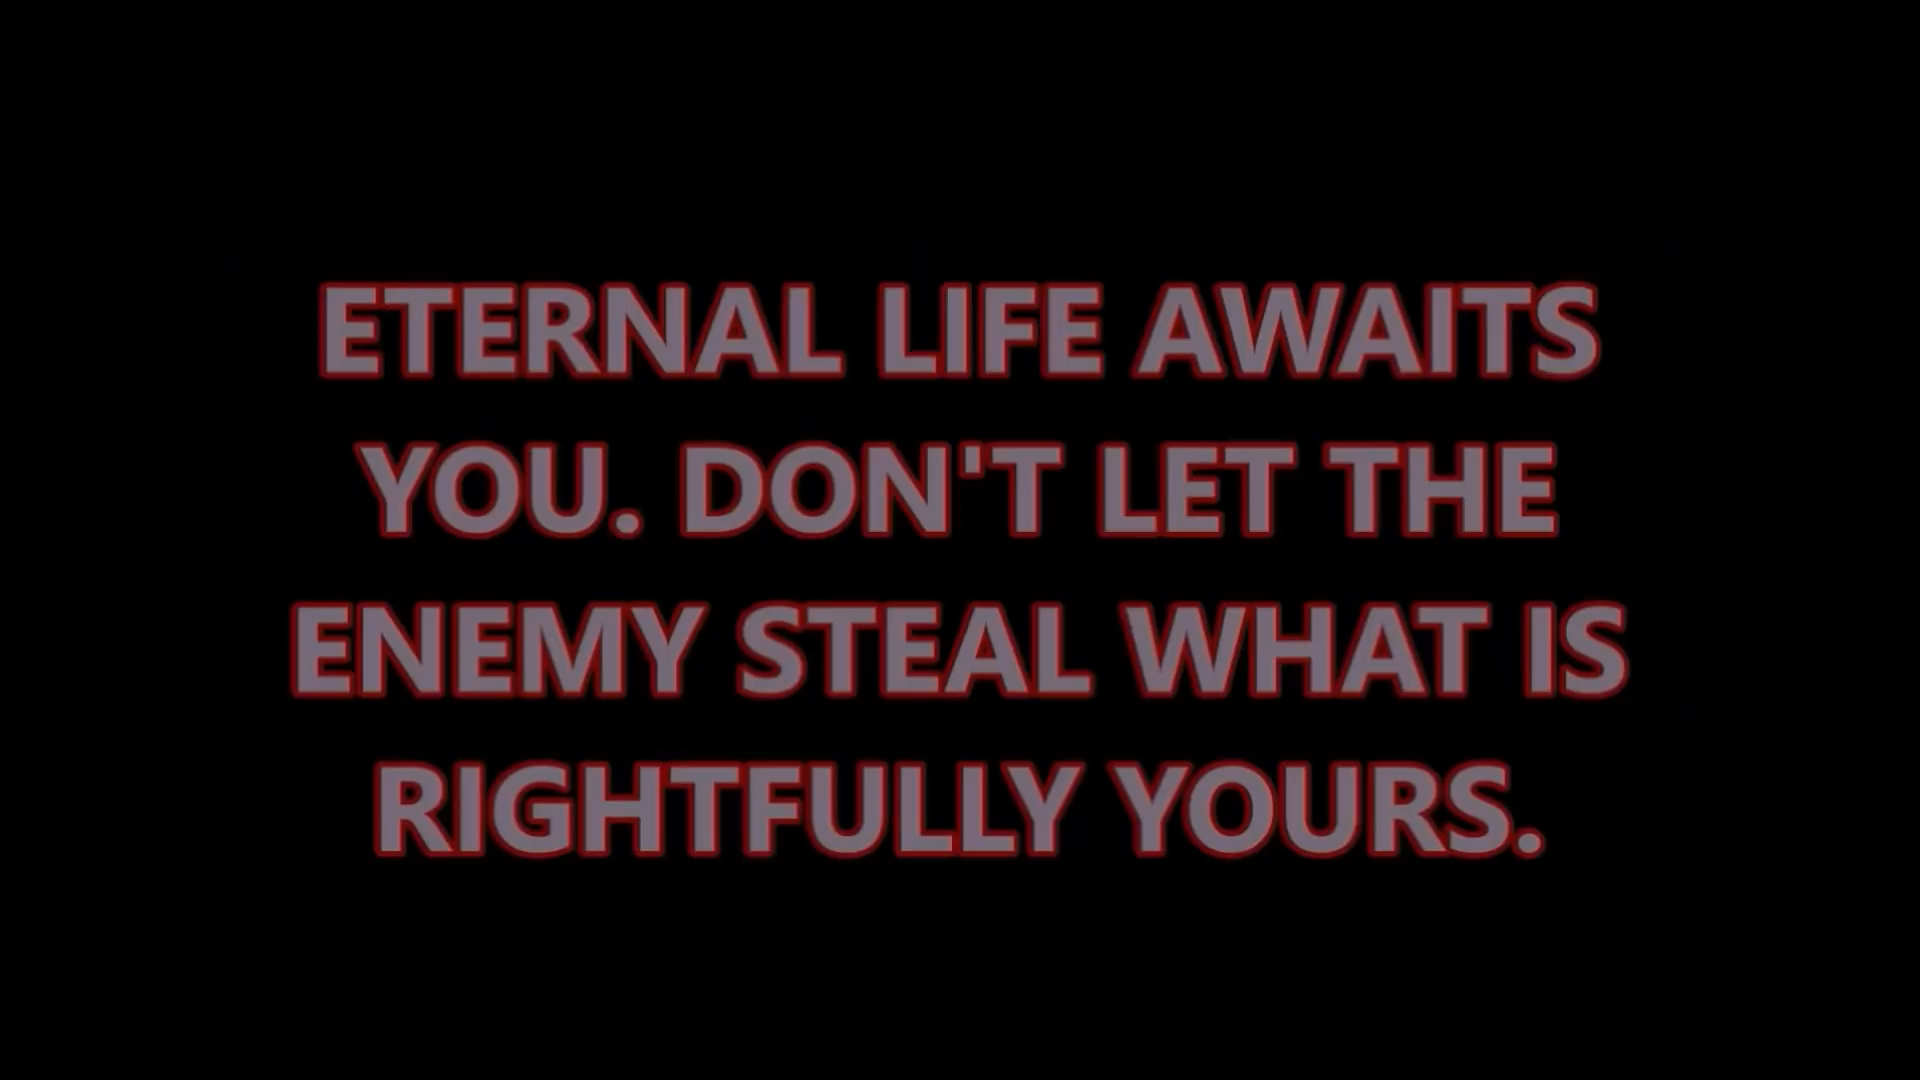 ETERNAL LIFE AWAITS
YOU. DON'T LET THE
ENEMY STEAL WHAT IS
RIGHTFULLY YOURS.